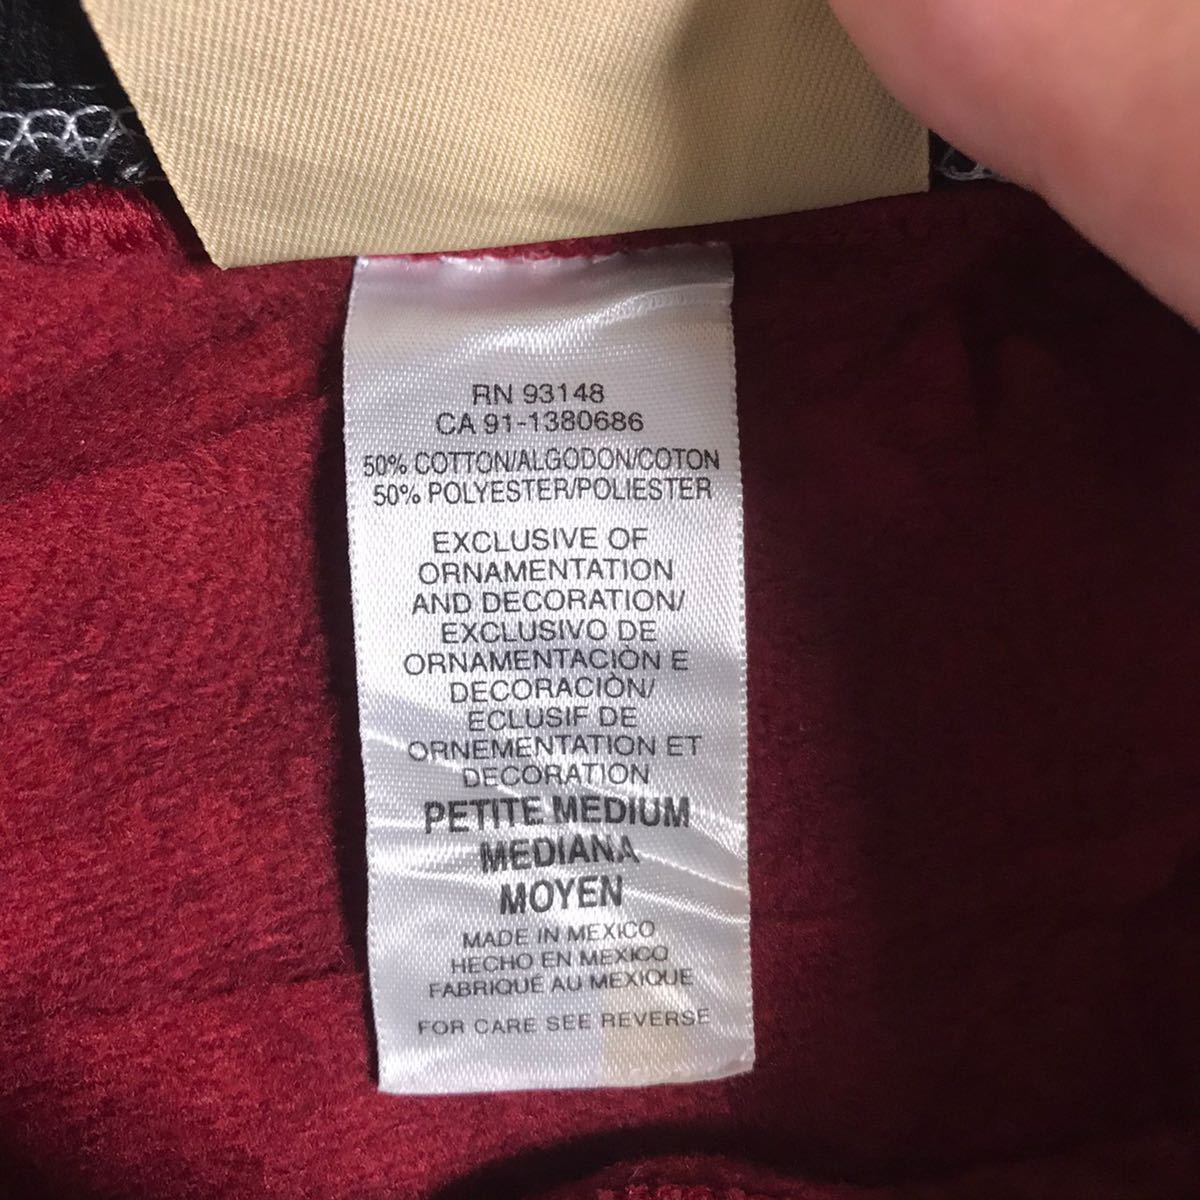 RN 93148
CA 91-1380686
50% COTTON/ALGODON/COTON
50% POLYESTER/POLIESTER
EXCLUSIVE OF
ORNAMENTATION
AND DECORATION/
EXCLUSIVO DE
ORNAMENTACIÒN E
DECORACIÒN/
ECLUSIF DE
ORNEMENTATION ET
DECORATION
PETITE MEDIUM
MEDIANA
MOYEN
MADE IN MEXICO
HECHO EN MEXICO
FABRIQUÉ AU MEXIQUE
FOR CARE SEE REVERSE